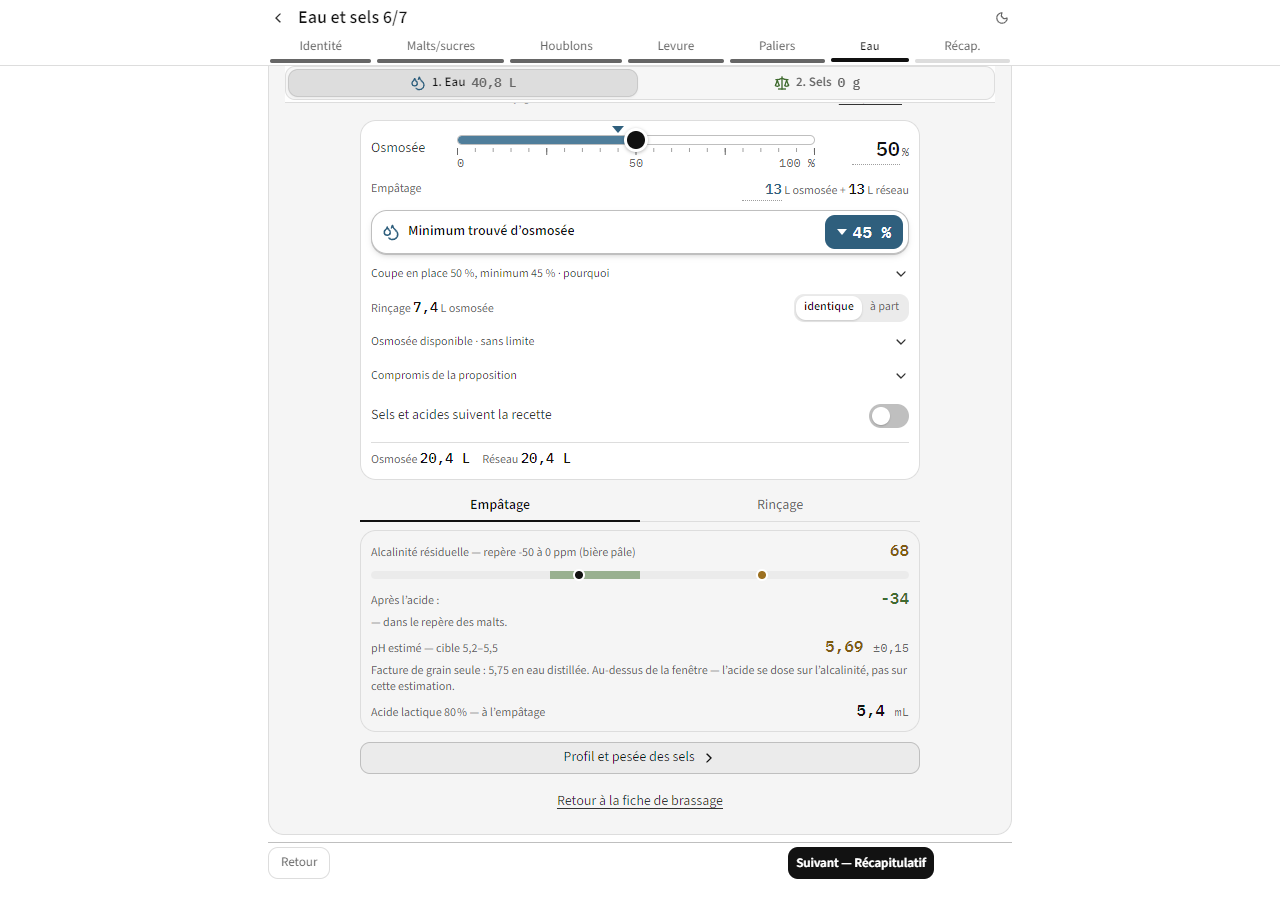 Eau et sels 6/7
Identité
Malts/sucres
Houblons
Levure
Paliers
Eau
Récap.
1. Eau 40,8 L
2. Sels 0 g
Osmosée
0
50
100 %
50 %
Empâtage
13 L osmosée + 13 L réseau
Minimum trouvé d’osmosée
45 %
Coupe en place 50 %, minimum 45 % · pourquoi
Rinçage 7,4 L osmosée
identique
à part
Osmosée disponible · sans limite
Compromis de la proposition
Sels et acides suivent la recette
Osmosée 20,4 L Réseau 20,4 L
Empâtage
Rinçage
Alcalinité résiduelle — repère -50 à 0 ppm (bière pâle)
68
Après l’acide :
-34
— dans le repère des malts.
pH estimé — cible 5,2–5,5
5,69 ±0,15
Facture de grain seule : 5,75 en eau distillée. Au-dessus de la fenêtre — l’acide se dose sur l’alcalinité, pas sur
cette estimation.
Acide lactique 80 % — à l’empâtage
5,4 mL
Profil et pesée des sels
Retour à la fiche de brassage
Retour
Suivant — Récapitulatif